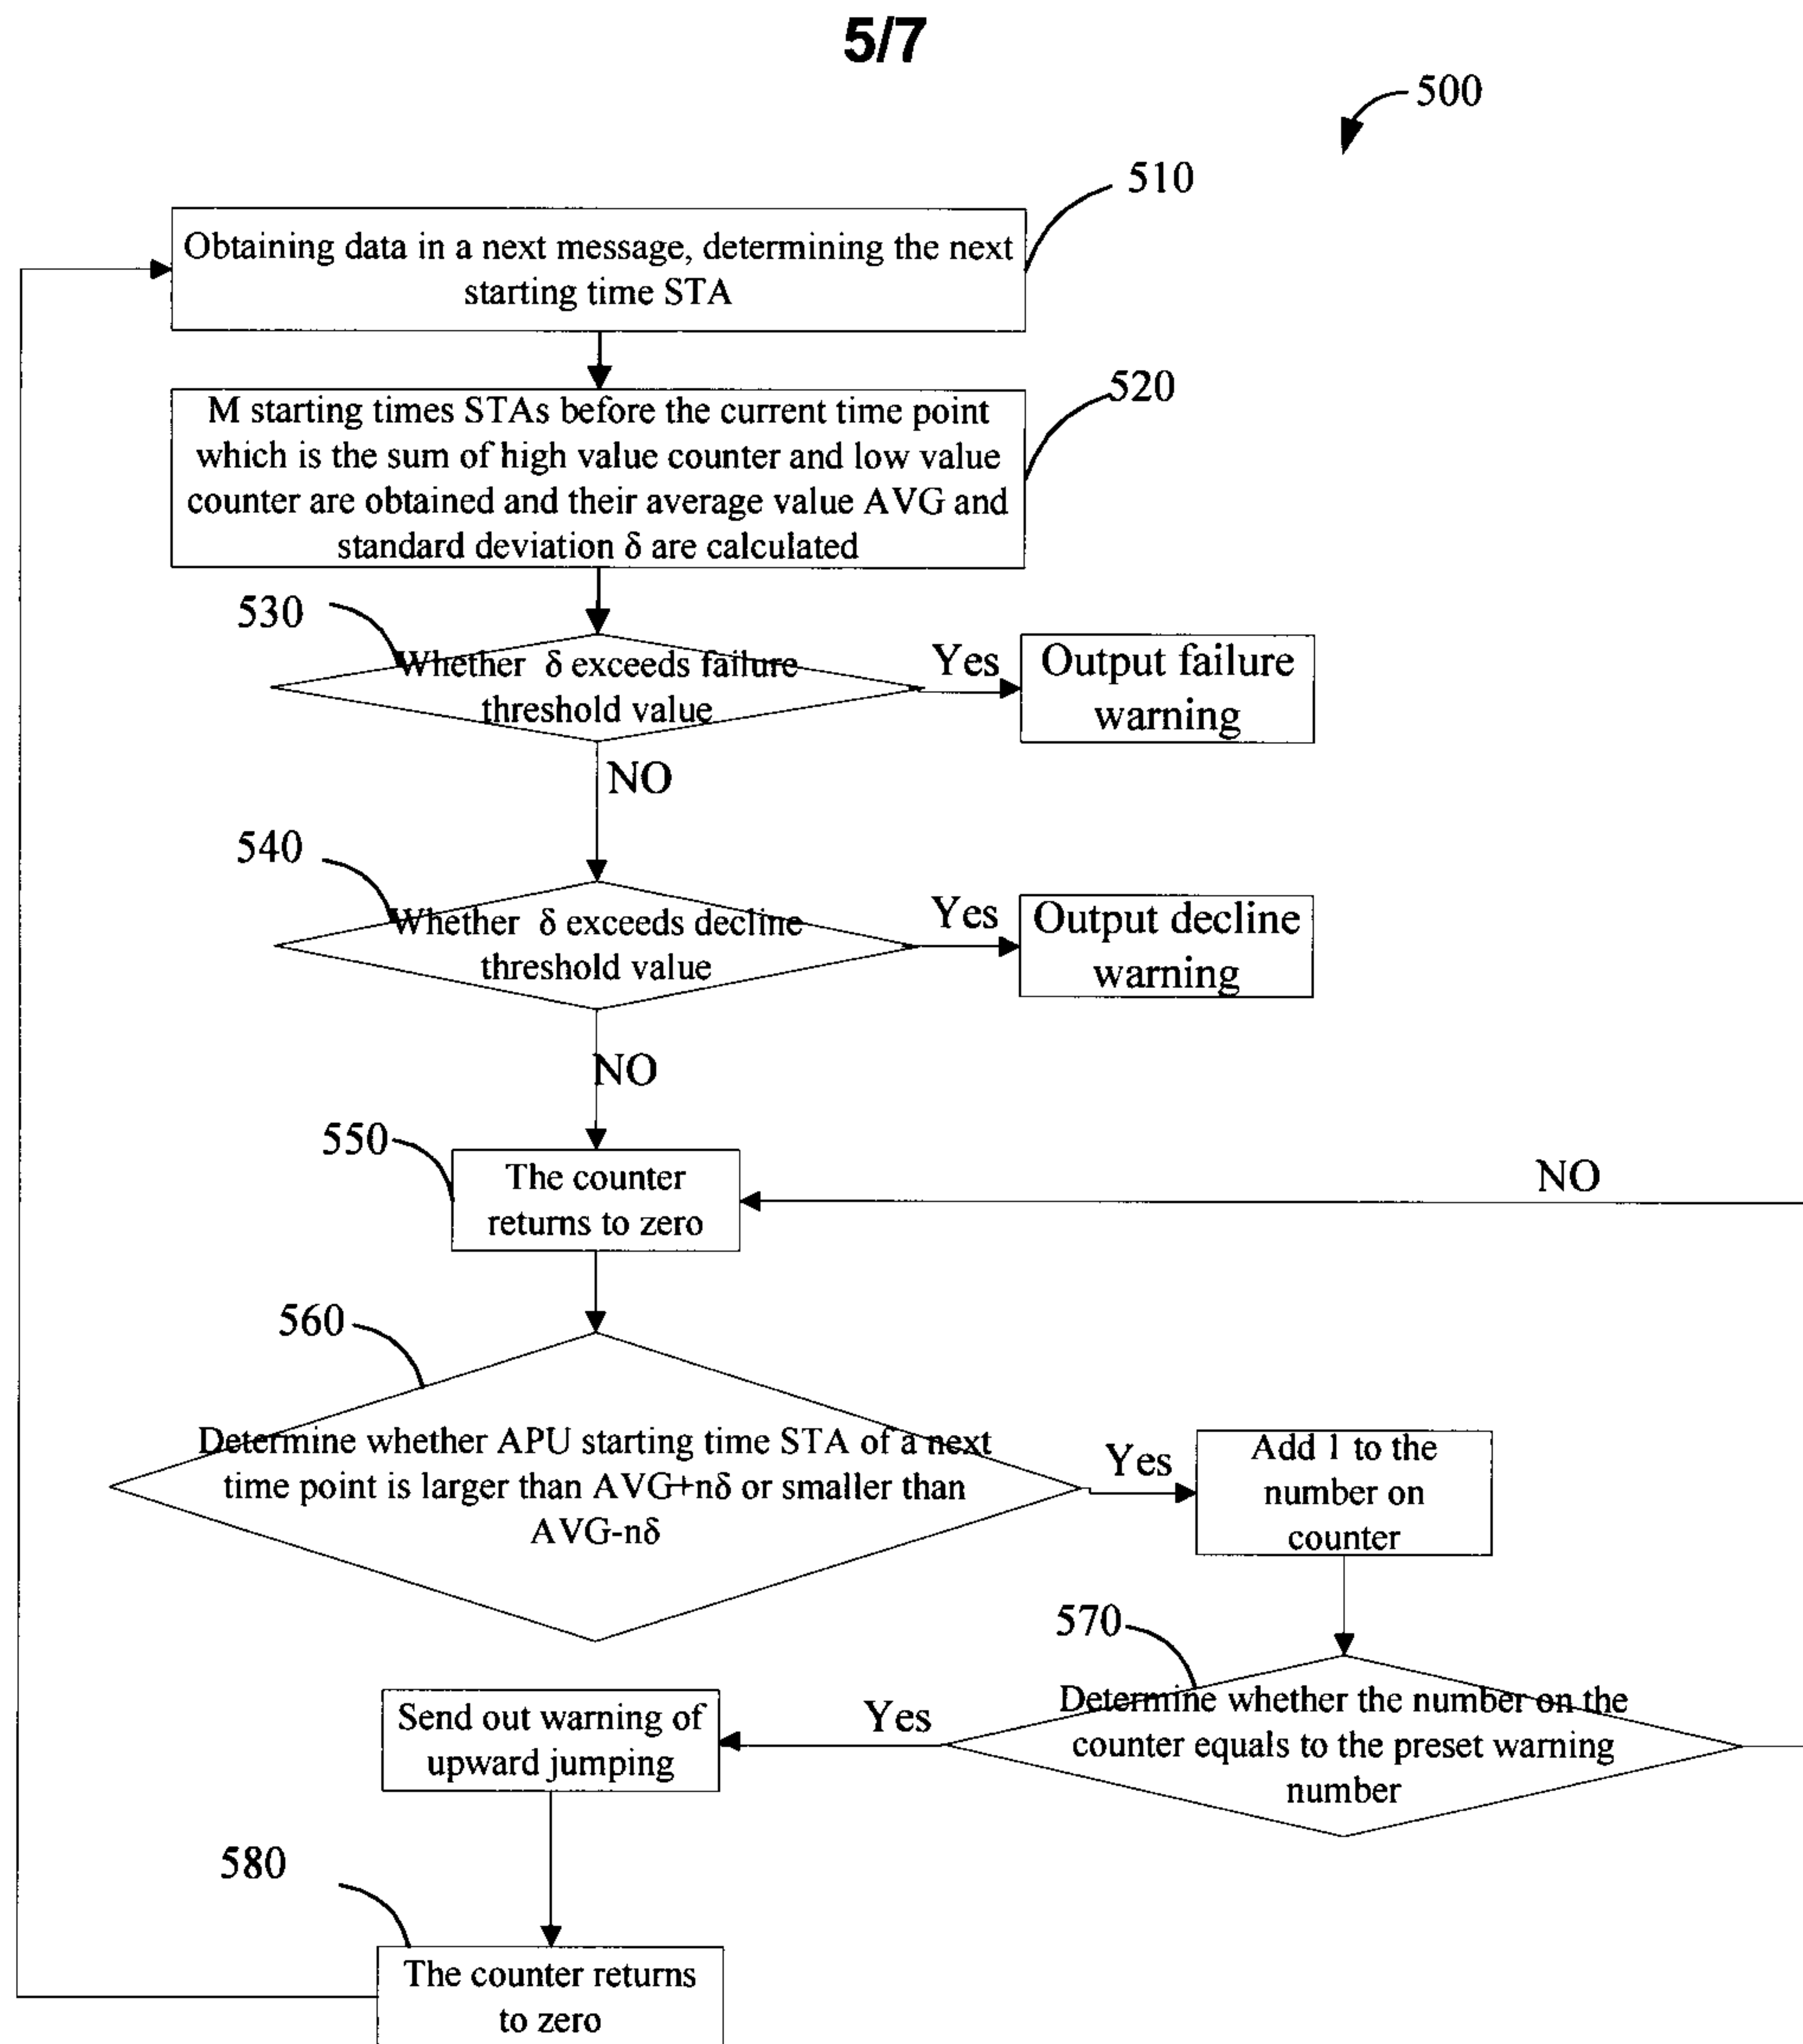 5/7
500
510
Obtaining data in a next message, determining the next
starting time STA
520
M starting times STAs before the current time point
which is the sum of high value counter and low value
counter are obtained and their average value AVG and
standard deviation δ are calculated
530
Whether δ exceeds failure
threshold value
Yes
Output failure
warning
NO
540
Whether δ exceeds decline
threshold value
Yes
Output decline
warning
NO
550
The counter
returns to zero
NO
560
Determine whether APU starting time STA of a next
time point is larger than AVG+nδ or smaller than
AVG-nδ
Yes
Add 1 to the
number on
counter
570
Determine whether the number on the
counter equals to the preset warning
number
Yes
Send out warning of
upward jumping
580
The counter returns
to zero